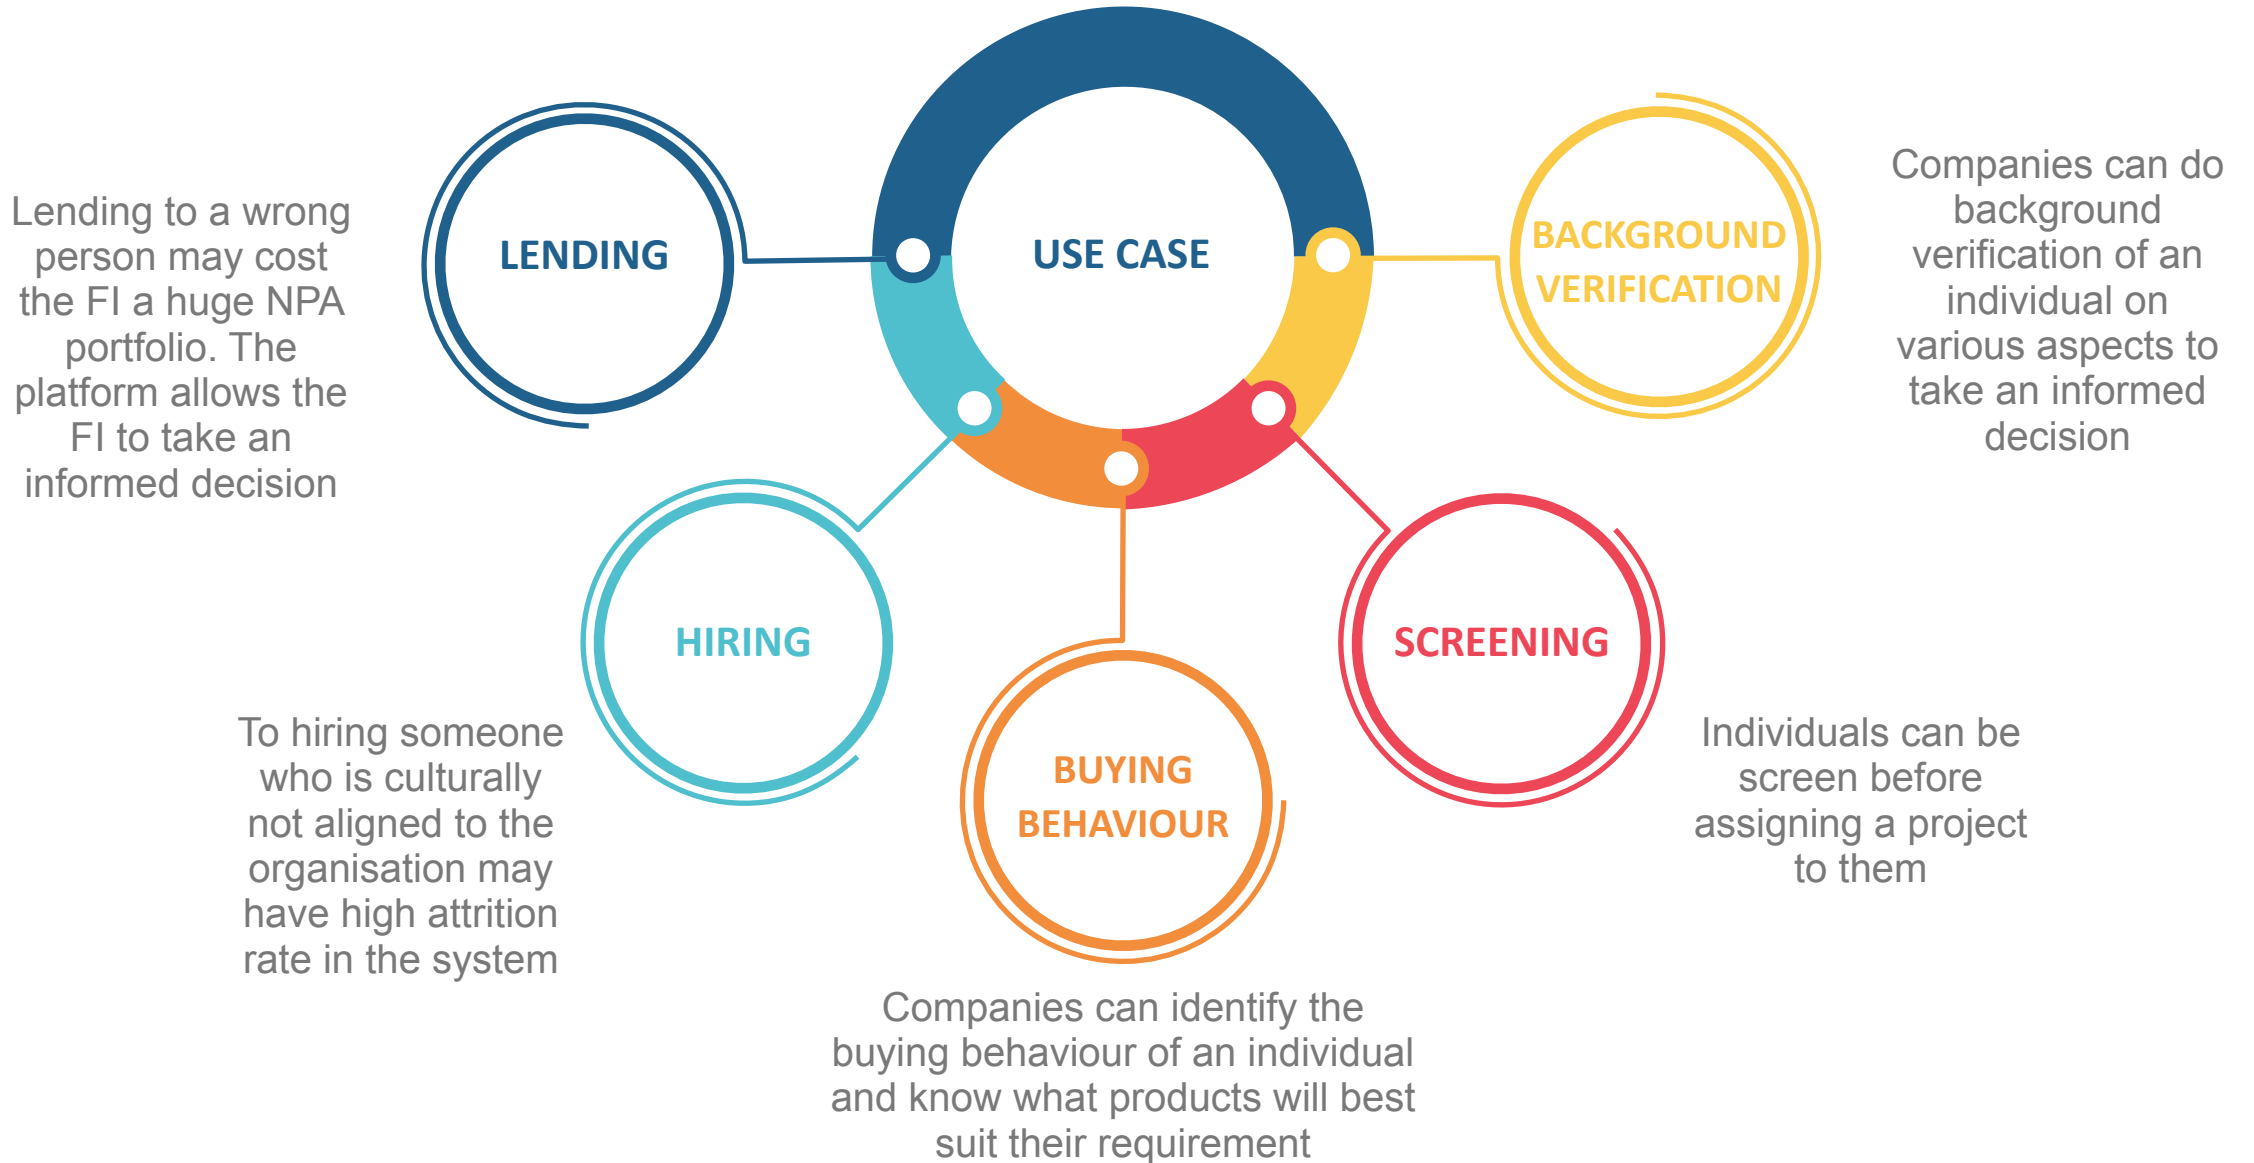 USE CASE
LENDING
Lending to a wrong
person may cost
the FI a huge NPA
portfolio. The
platform allows the
FI to take an
informed decision
HIRING
To hiring someone
who is culturally
not aligned to the
organisation may
have high attrition
rate in the system
BUYING
BEHAVIOUR
Companies can identify the
buying behaviour of an individual
and know what products will best
suit their requirement
SCREENING
Individuals can be
screen before
assigning a project
to them
BACKGROUND
VERIFICATION
Companies can do
background
verification of an
individual on
various aspects to
take an informed
decision